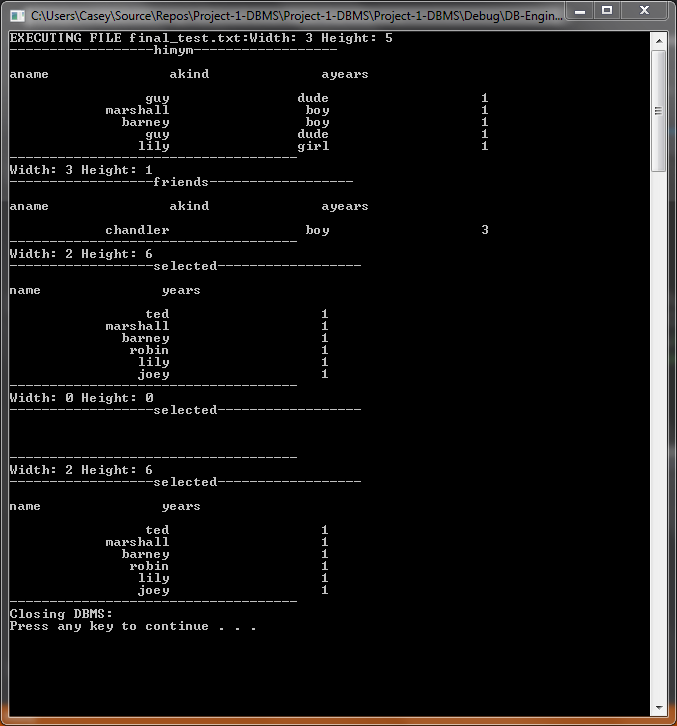 C:\Users\Casey\Source\Repos\Project-1-DBMS\Project-1-DBMS\Project-1-DBMS\Debug\DB-Engin...
EXECUTING FILE final_test.txt:Width: 3 Height: 5
------------------himym------------------
aname akind ayears
guy dude 1
marshall boy 1
barney boy 1
guy dude 1
lily girl 1
------------------------------------
Width: 3 Height: 1
------------------friends------------------
aname akind ayears
chandler boy 3
------------------------------------
Width: 2 Height: 6
------------------selected------------------
name years
ted 1
marshall 1
barney 1
robin 1
lily 1
joey 1
------------------------------------
Width: 0 Height: 0
------------------selected------------------
------------------------------------
Width: 2 Height: 6
------------------selected------------------
name years
ted 1
marshall 1
barney 1
robin 1
lily 1
joey 1
------------------------------------
Closing DBMS:
Press any key to continue . . .